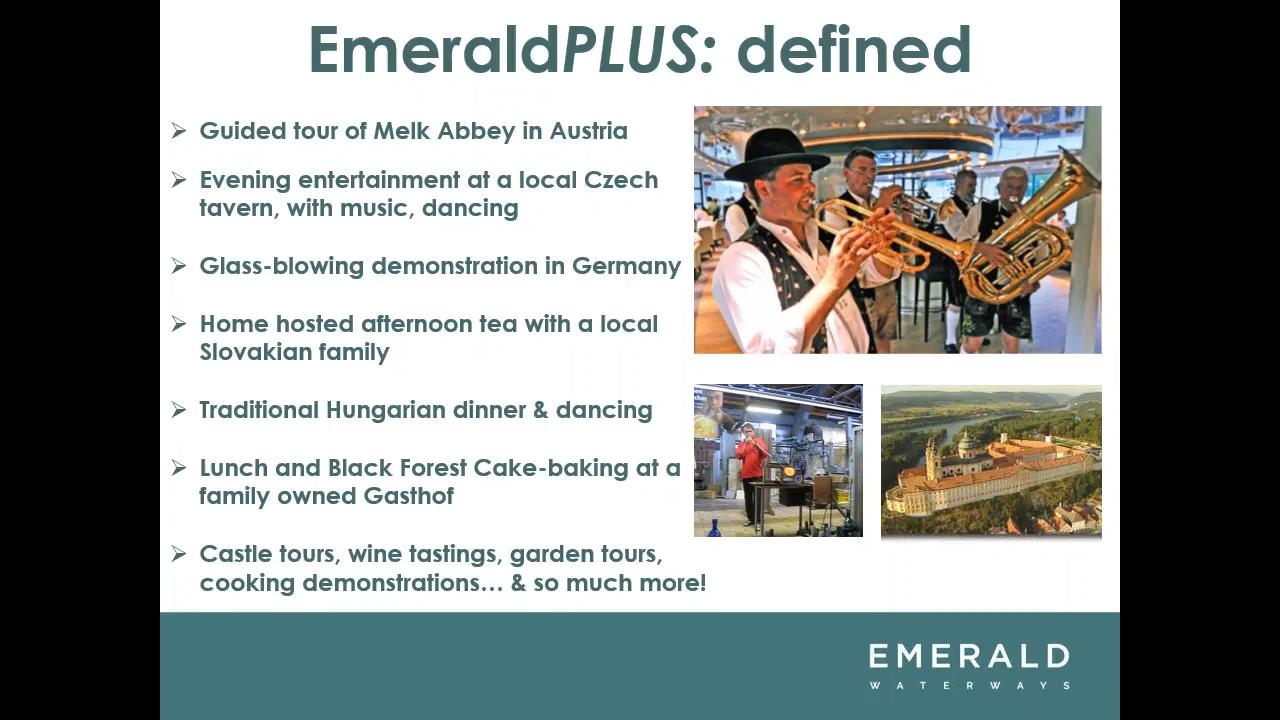 EmeraldPLUS: defined
Guided tour of Melk Abbey in Austria
Evening entertainment at a local Czech
tavern, with music, dancing
Glass-blowing demonstration in Germany
Home hosted afternoon tea with a local
Slovakian family
Traditional Hungarian dinner & dancing
Lunch and Black Forest Cake-baking at a
family owned Gasthof
Castle tours, wine tastings, garden tours,
cooking demonstrations… & so much more!
EMERALD
WATERWAYS